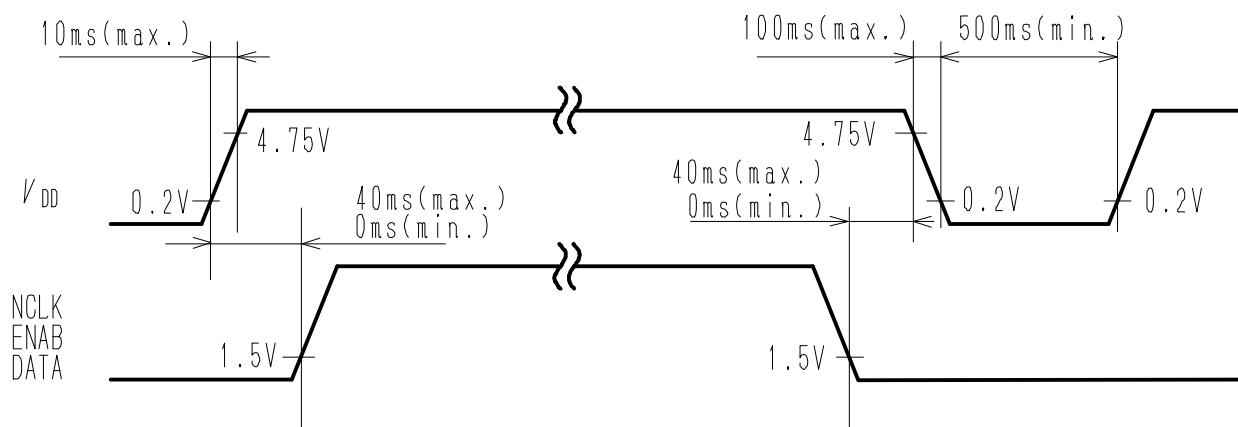 10ms(max.)
100ms(max.)
500ms(min.)
4.75V
4.75V
VDD
0.2V
40ms(max.)
0ms(min.)
40ms(max.)
0ms(min.)
0.2V
0.2V
NCLK
ENAB
DATA
1.5V
1.5V